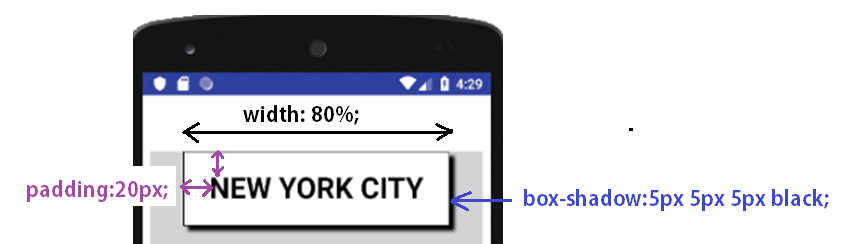 4:29
width: 80%;
padding:20px;
NEW YORK CITY
box-shadow:5px 5px 5px black;